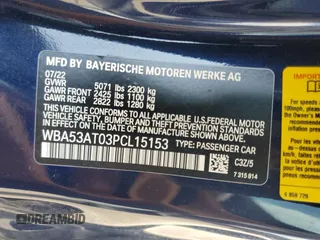 MFD BY BAYERISCHE MOTOREN WERKE AG
07/22
GVWR 5071 lbs 2300 kg
GAWR FRONT 2425 lbs 1100 kg
GAWR REAR 2822 lbs 1280 kg
THIS VEHICLE CONFORMS TO ALL APPLICABLE U.S. FEDERAL MOTOR
VEHICLE SAFETY, BUMPER, AND THEFT PREVENTION STANDARDS IN
EFFECT ON THE DATE OF MANUFACTURE SHOWN ABOVE.
WBA53AT03PCL15153 TYPE: PASSENGER CAR
C3Z/5
7 315 814
DREAMBID